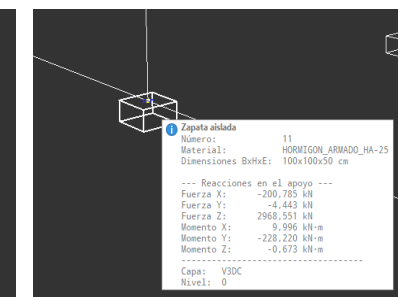 Zapata aislada
Número: 11
Material: HORMIGON_ARMADO_HA-25
Dimensiones BxHxE: 100x100x50 cm
--- Reacciones en el apoyo ---
Fuerza X: -200.785 kN
Fuerza Y: -4,443 kN
Fuerza Z: 2968.551 kN
Momento X: 9.996 kN·m
Momento Y: -228.220 kN·m
Momento Z: -0.673 kN·m
-----------------------------------
Capa: V3DC
Nivel: 0